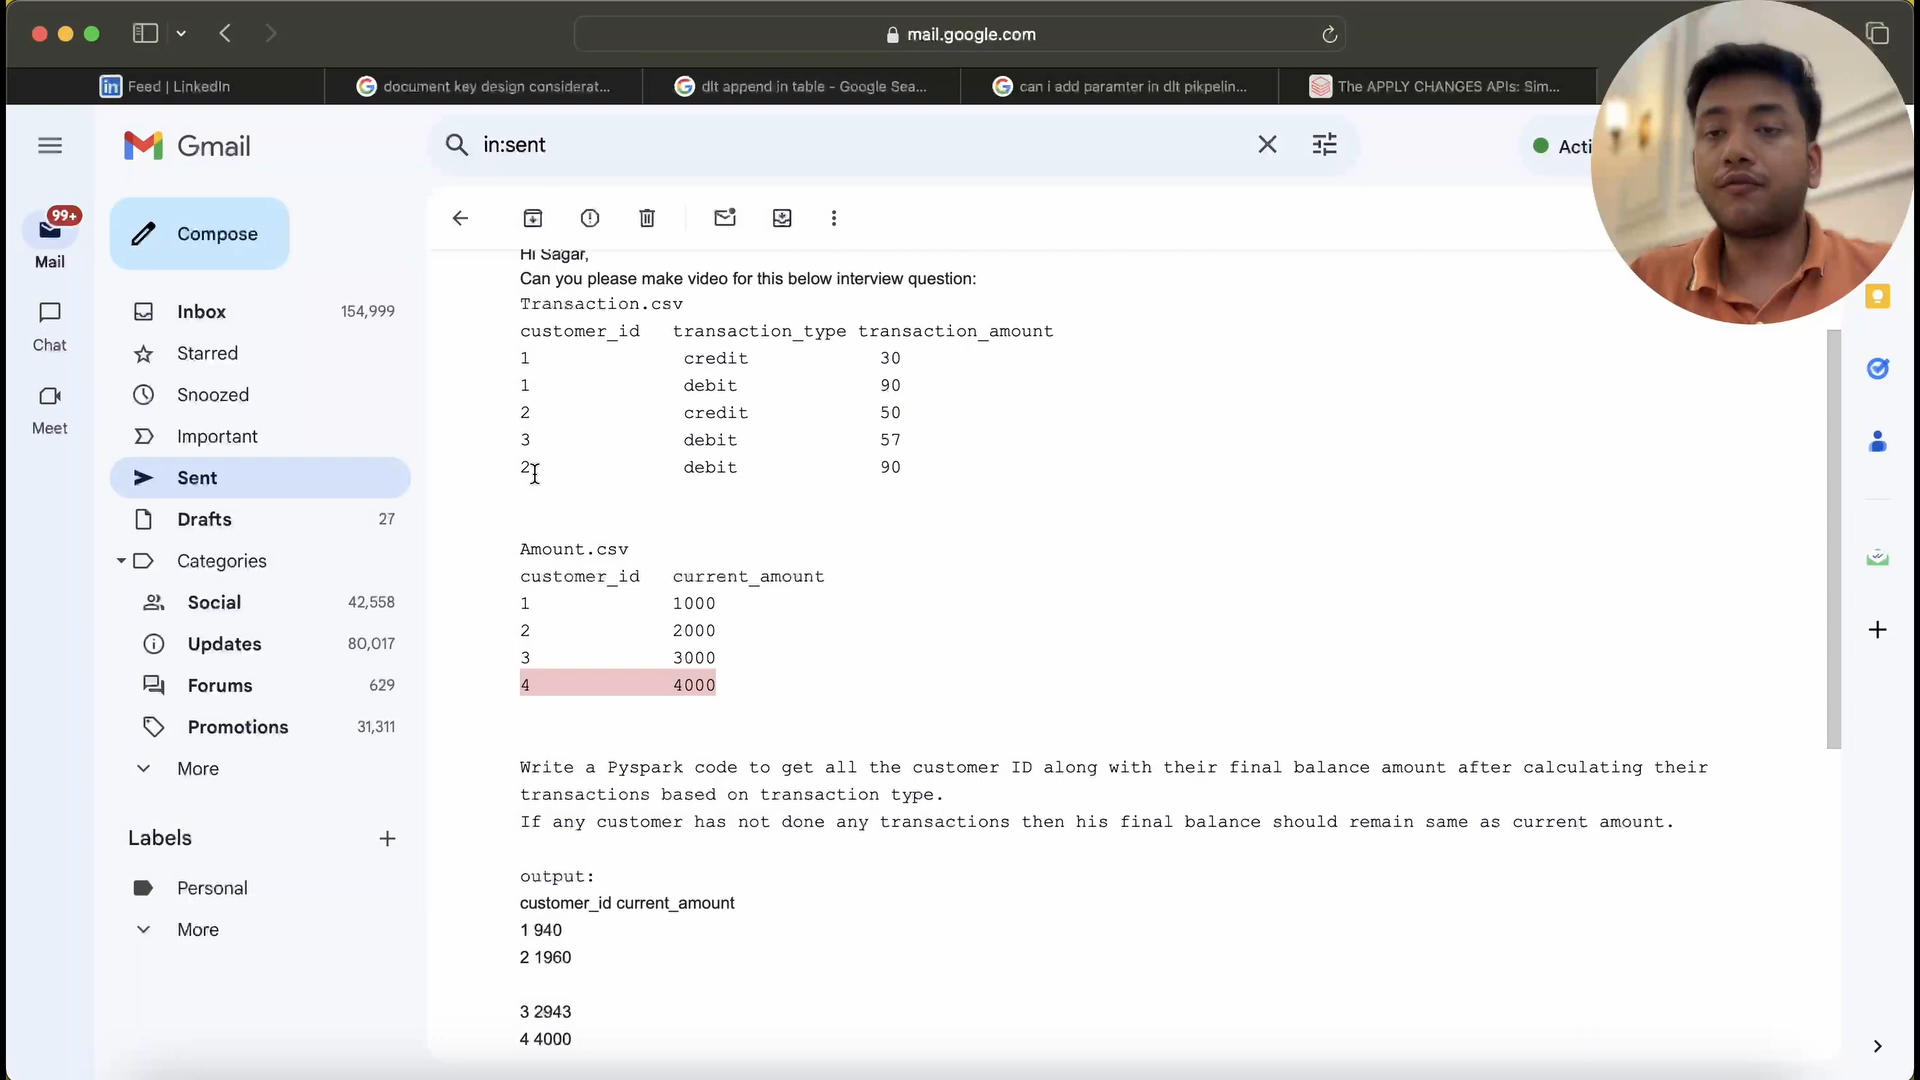 mail.google.com
Feed | LinkedIn
document key design considerat...
dlt append in table - Google Sea...
can i add paramter in dlt pikpelin...
The APPLY CHANGES APIs: Sim...
Gmail
in:sent
Acti
99+
Mail
Chat
Meet
Compose
Inbox 154,999
Starred
Snoozed
Important
Sent
Drafts 27
Categories
Social 42,558
Updates 80,017
Forums 629
Promotions 31,311
More
Labels
Personal
More
Hi Sagar,
Can you please make video for this below interview question:
Transaction.csv
customer_id transaction_type transaction_amount
1 credit 30
1 debit 90
2 credit 50
3 debit 57
2 debit 90
Amount.csv
customer_id current_amount
1 1000
2 2000
3 3000
4 4000
Write a Pyspark code to get all the customer ID along with their final balance amount after calculating their
transactions based on transaction type.
If any customer has not done any transactions then his final balance should remain same as current amount.
output:
customer_id current_amount
1 940
2 1960
3 2943
4 4000